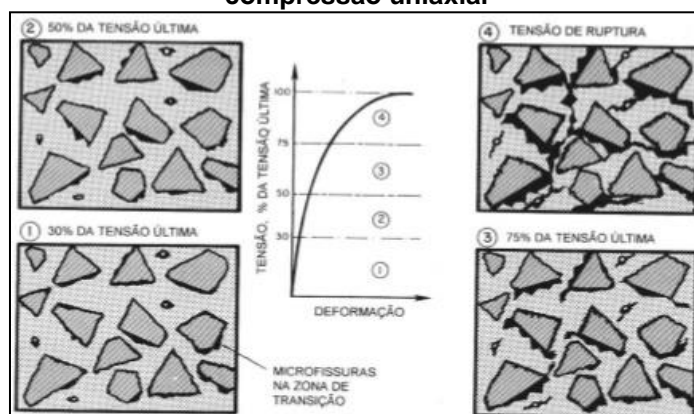 compressão uniaxial
② 50% DA TENSÃO ÚLTIMA
④ TENSÃO DE RUPTURA
TENSÃO, % DA TENSÃO ÚLTIMA
100
75
50
30
④
③
②
①
DEFORMAÇÃO
① 30% DA TENSÃO ÚLTIMA
③ 75% DA TENSÃO ÚLTIMA
MICROFISSURAS
NA ZONA DE
TRANSIÇÃO